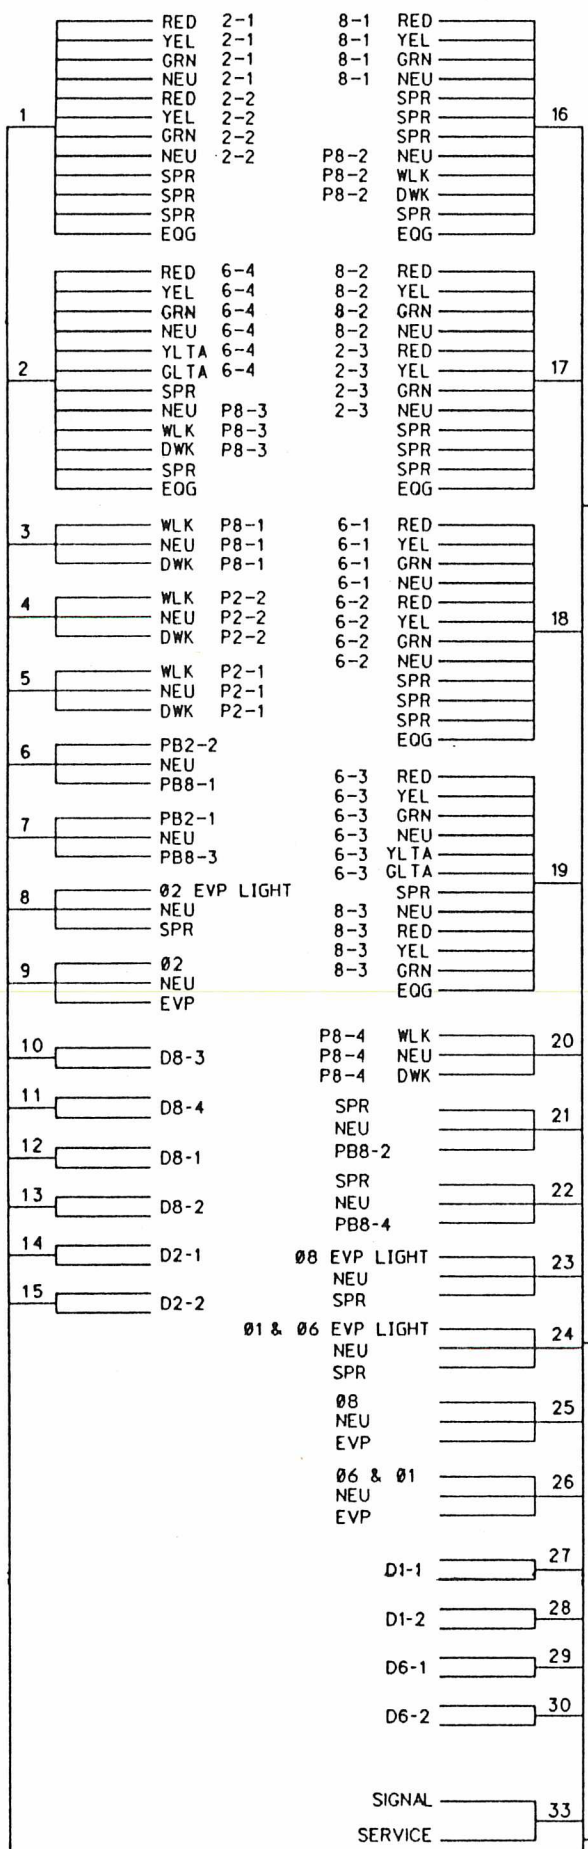 1
RED 2-1
YEL 2-1
GRN 2-1
NEU 2-1
RED 2-2
YEL 2-2
GRN 2-2
NEU 2-2
SPR
SPR
SPR
EQG
2
RED 6-4
YEL 6-4
GRN 6-4
NEU 6-4
YLTA 6-4
GLTA 6-4
SPR
NEU P8-3
WLK P8-3
DWK P8-3
SPR
EQG
3
WLK P8-1
NEU P8-1
DWK P8-1
4
WLK P2-2
NEU P2-2
DWK P2-2
5
WLK P2-1
NEU P2-1
DWK P2-1
6
PB2-2
NEU
PB8-1
7
PB2-1
NEU
PB8-3
8
Ø2 EVP LIGHT
NEU
SPR
9
Ø2
NEU
EVP
10
D8-3
11
D8-4
12
D8-1
13
D8-2
14
D2-1
15
D2-2
16
8-1 RED
8-1 YEL
8-1 GRN
8-1 NEU
SPR
SPR
SPR
P8-2 NEU
P8-2 WLK
P8-2 DWK
SPR
EQG
17
8-2 RED
8-2 YEL
8-2 GRN
8-2 NEU
2-3 RED
2-3 YEL
2-3 GRN
2-3 NEU
SPR
SPR
SPR
EQG
18
6-1 RED
6-1 YEL
6-1 GRN
6-1 NEU
6-2 RED
6-2 YEL
6-2 GRN
6-2 NEU
SPR
SPR
SPR
EQG
19
6-3 RED
6-3 YEL
6-3 GRN
6-3 NEU
6-3 YLTA
6-3 GLTA
SPR
8-3 NEU
8-3 RED
8-3 YEL
8-3 GRN
EQG
20
P8-4 WLK
P8-4 NEU
P8-4 DWK
21
SPR
NEU
PB8-2
22
SPR
NEU
PB8-4
23
Ø8 EVP LIGHT
NEU
SPR
24
Ø1 & Ø6 EVP LIGHT
NEU
SPR
25
Ø8
NEU
EVP
26
Ø6 & Ø1
NEU
EVP
27
D1-1
28
D1-2
29
D6-1
30
D6-2
33
SIGNAL
SERVICE